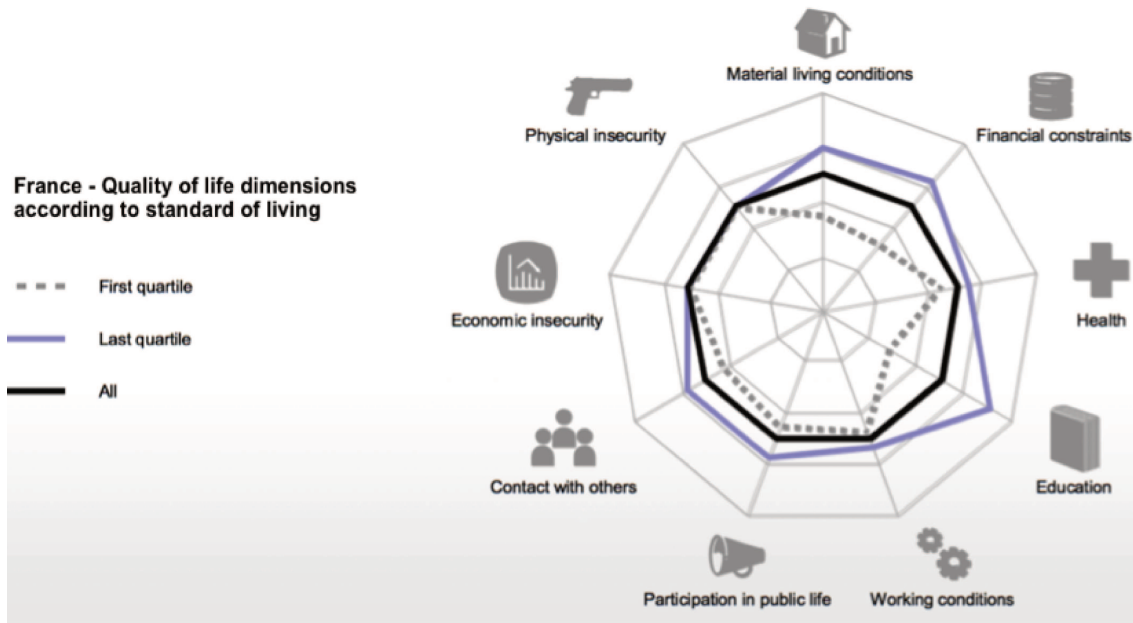 Material living conditions
Physical insecurity
Financial constraints
France - Quality of life dimensions
according to standard of living
First quartile
Economic insecurity
Health
Last quartile
All
Contact with others
Education
Participation in public life
Working conditions